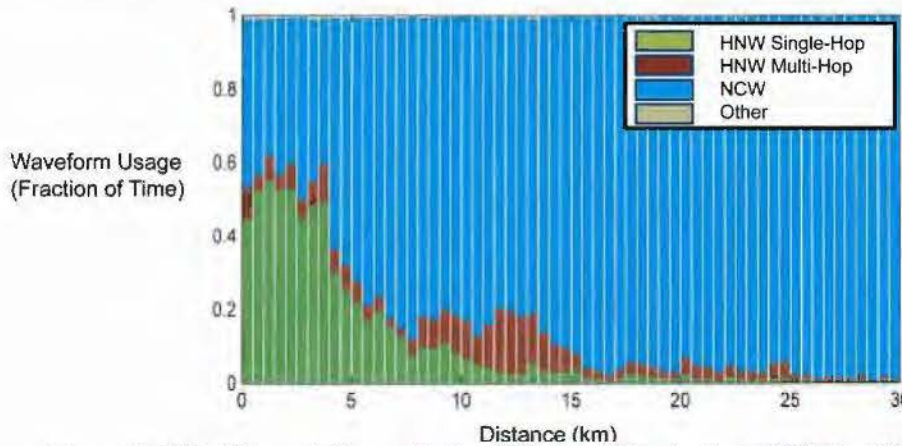 1
0.8
0.6
0.4
0.2
0
Waveform Usage
(Fraction of Time)
HNW Single-Hop
HNW Multi-Hop
NCW
Other
0 5 10 15 20 25 30
Distance (km)